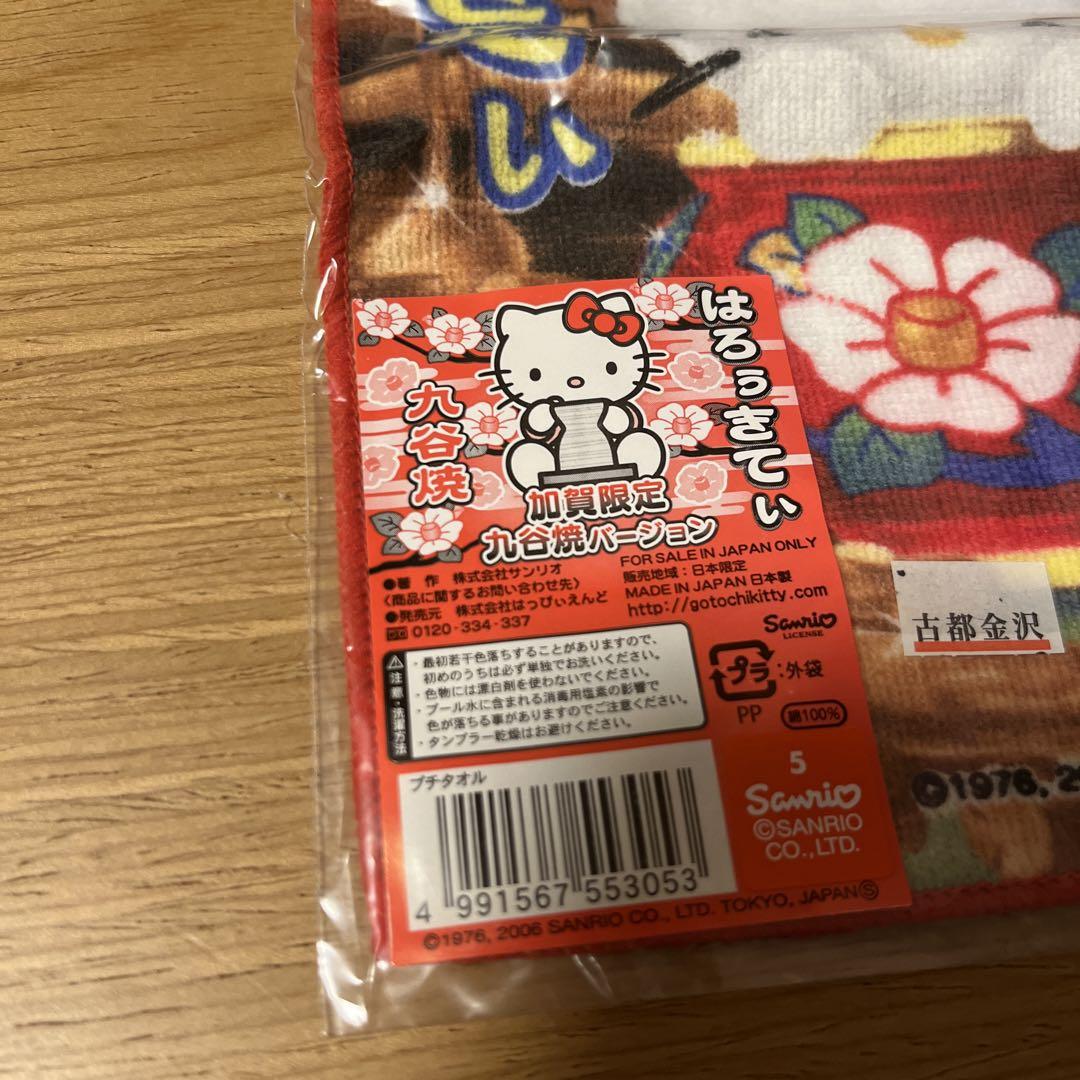 い
はろぅきてぃ
九谷焼
加賀限定
九谷焼バージョン
●著 作 株式会社サンリオ
〈商品に関するお問い合わせ先〉
●発売元 株式会社はっぴぃえんど
0120-334-337
FOR SALE IN JAPAN ONLY
販売地域:日本限定
MADE IN JAPAN 日本製
http://gotochikitty.com
Sanrio
LICENSE
注意・洗濯方法
・最初若干色落ちすることがありますので、
初めのうちは必ず単独でお洗いください。
・色物には漂白剤を使わないでください。
・プール水に含まれる消毒用塩素の影響で
色が落ちる事がありますのでご注意ください。
・タンブラー乾燥はお避けください。
プラ:外袋
PP
綿100%
プチタオル
4 991567 553053
5
Sanrio
©SANRIO
CO.,LTD.
©1976, 2006 SANRIO CO., LTD. TOKYO, JAPAN Ⓢ
古都金沢
©1976, 2